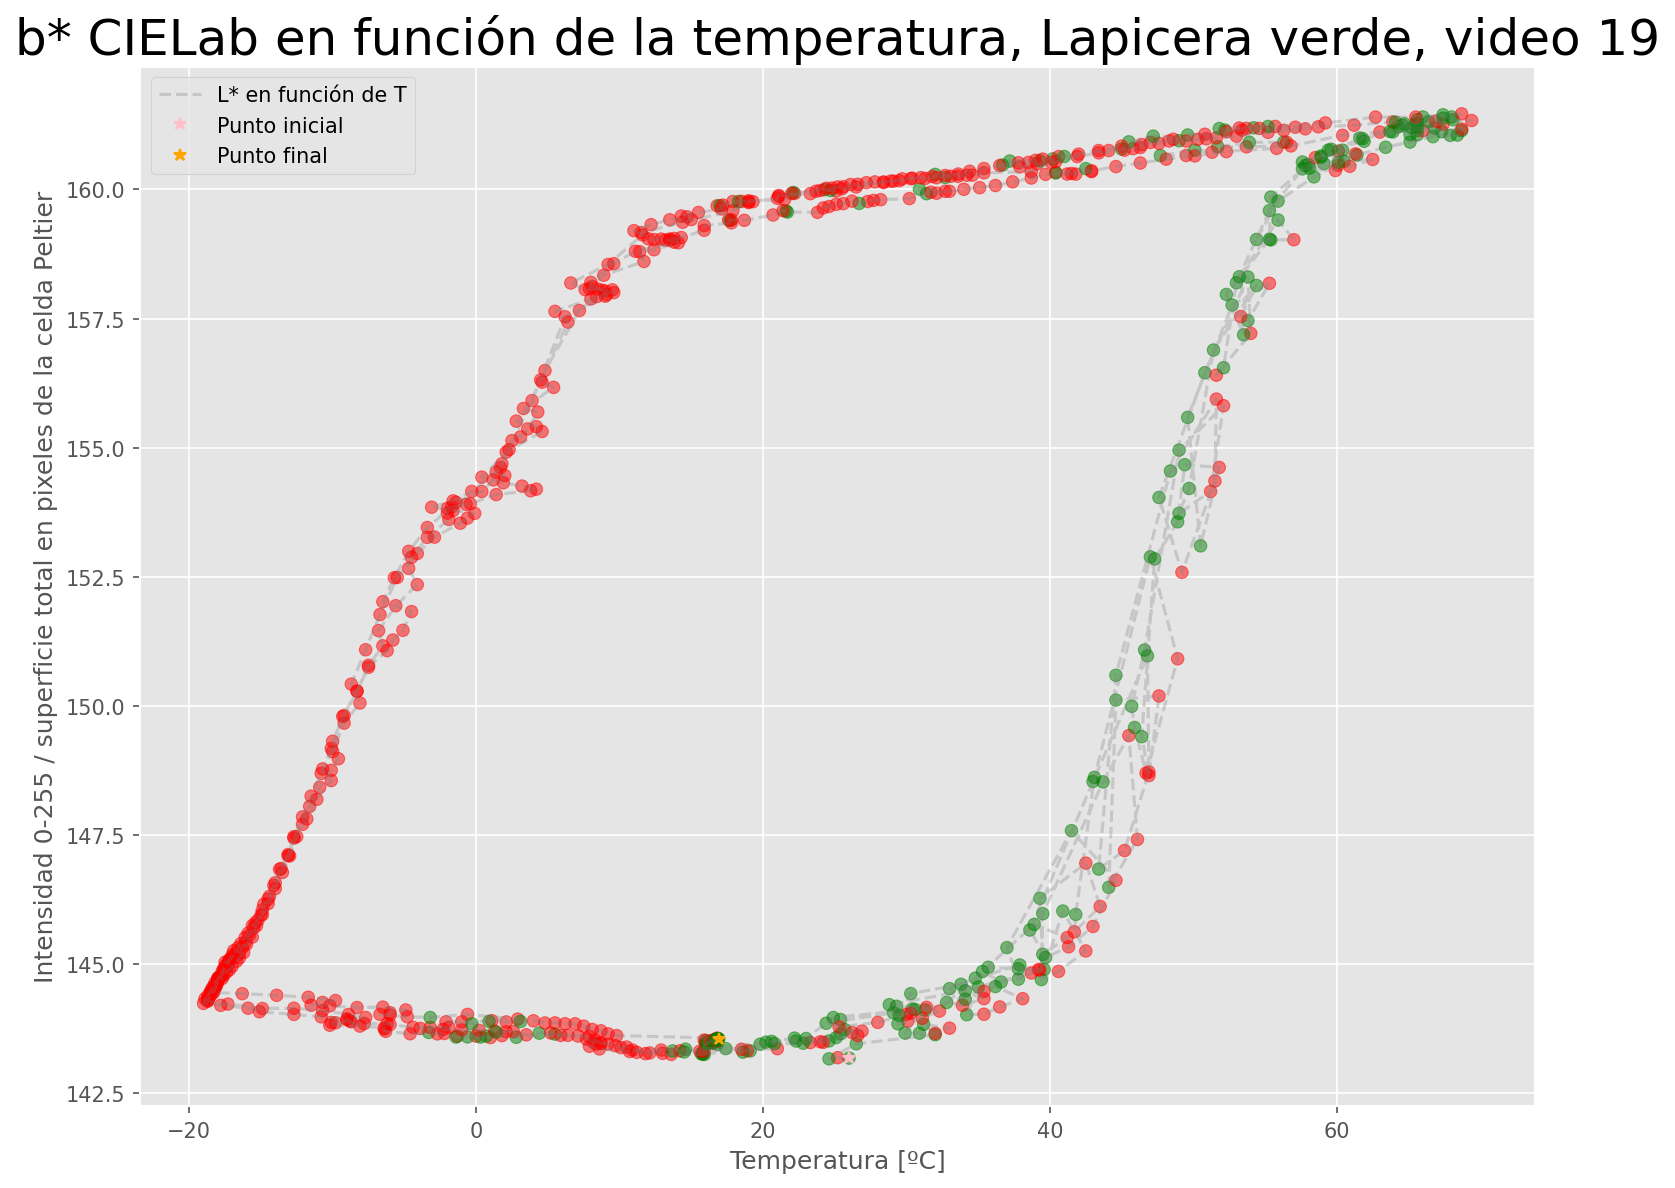 b* CIELab en función de la temperatura, Lapicera verde, video 19
L* en función de T
Punto inicial
Punto final
Intensidad 0-255 / superficie total en pixeles de la celda Peltier
160.0
157.5
155.0
152.5
150.0
147.5
145.0
142.5
−20
0
20
40
60
Temperatura [ºC]